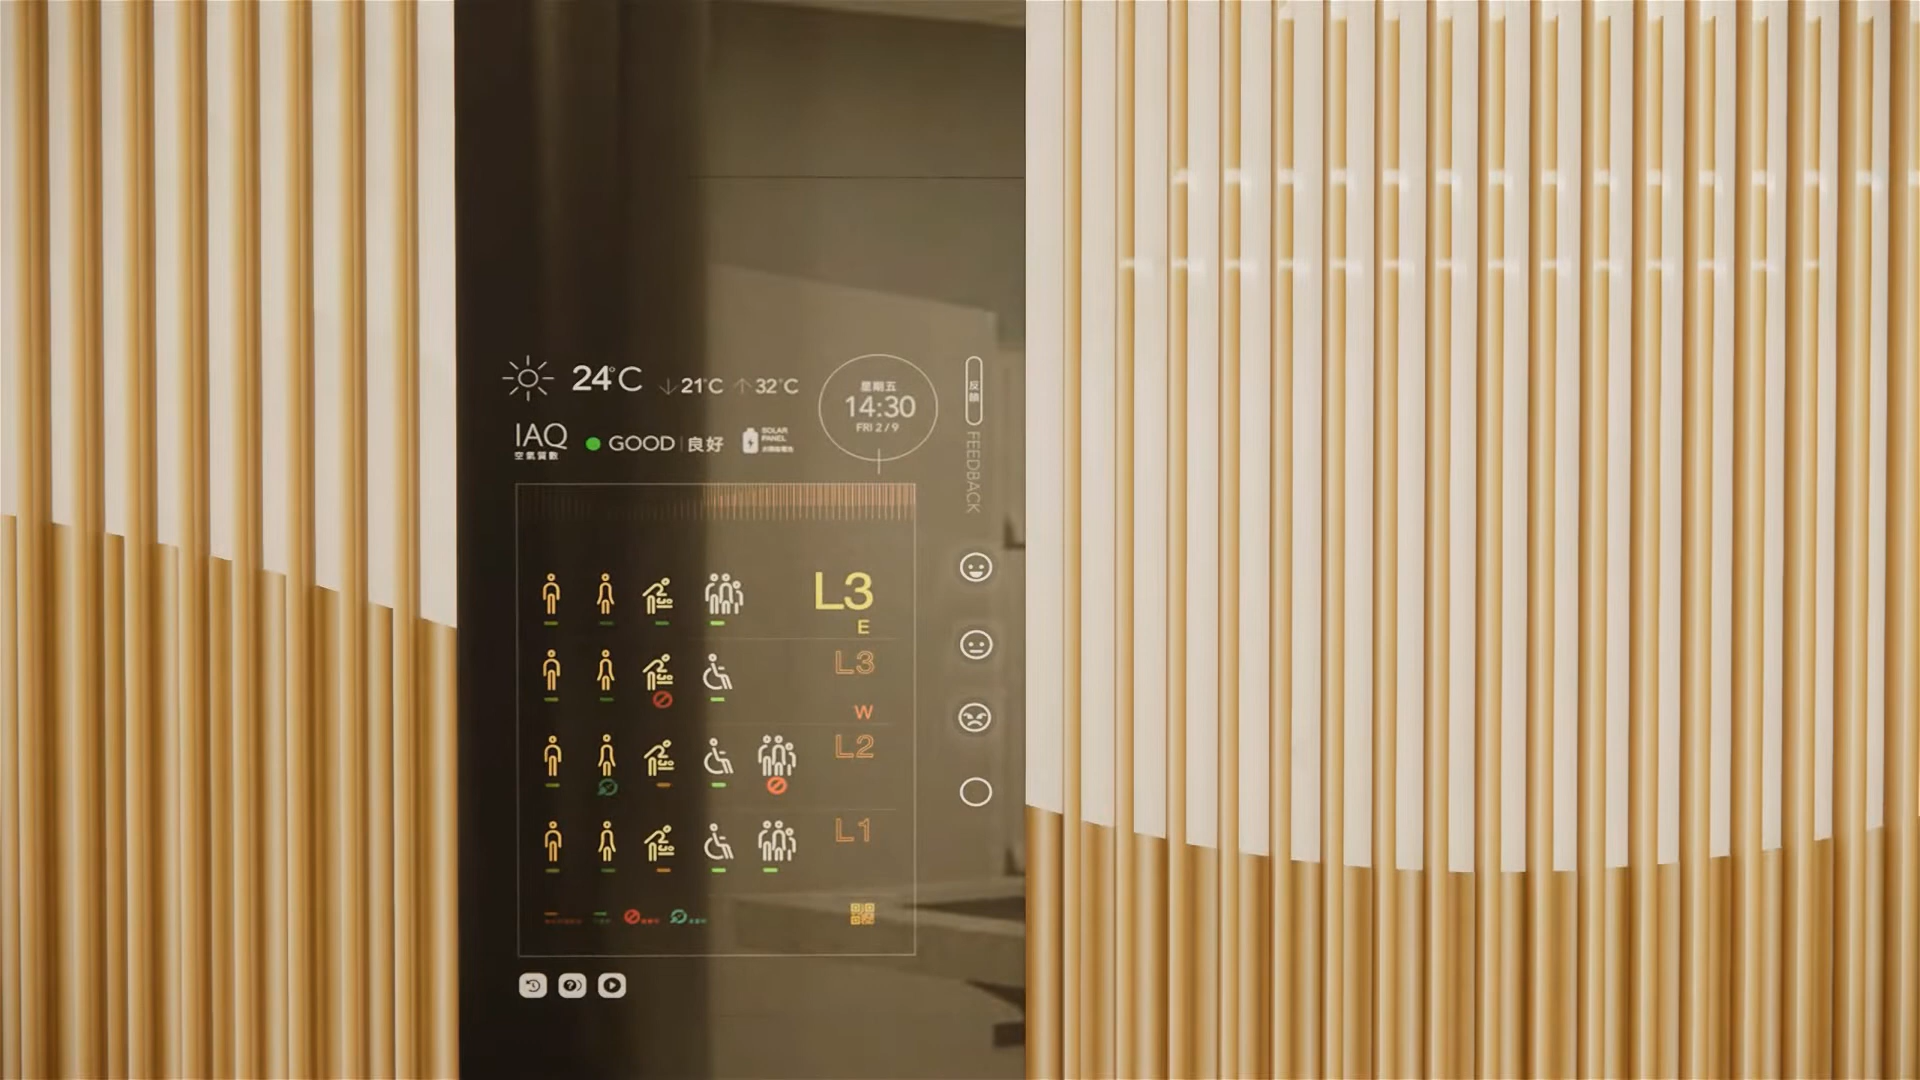 24°C ↓21°C ↑32°C
IAQ
空氣質數
GOOD | 良好
SOLAR
PANEL
星期五
14:30
FRI 2/9
反饋
FEEDBACK
L3
E
L3
W
L2
L1